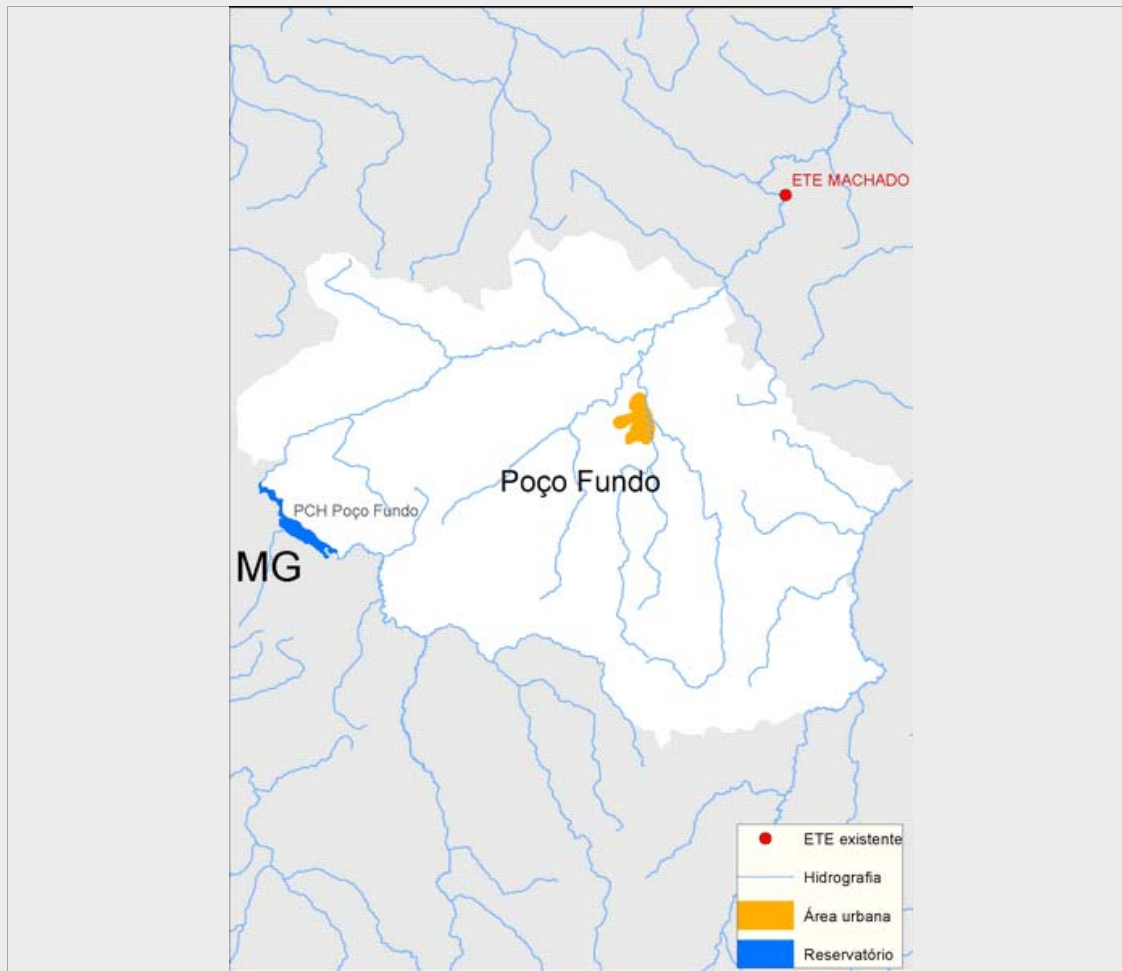 ETE MACHADO
Poço Fundo
PCH Poço Fundo
MG
ETE existente
Hidrografia
Área urbana
Reservatório